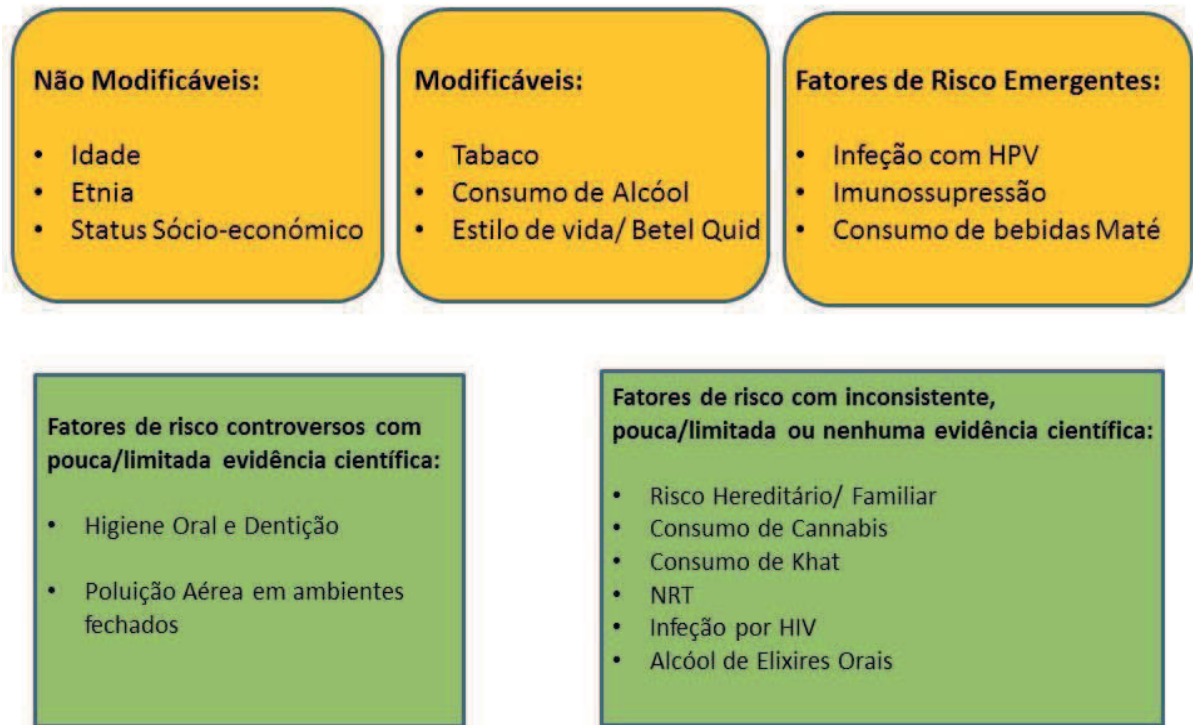 Não Modificáveis:
• Idade
• Etnia
• Status Sócio-económico
Modificáveis:
• Tabaco
• Consumo de Alcóol
• Estilo de vida/ Betel Quid
Fatores de Risco Emergentes:
• Infeção com HPV
• Imunossupressão
• Consumo de bebidas Maté
Fatores de risco controversos com
pouca/limitada evidência científica:
• Higiene Oral e Dentição
• Poluição Aérea em ambientes
fechados
Fatores de risco com inconsistente,
pouca/limitada ou nenhuma evidência científica:
• Risco Hereditário/ Familiar
• Consumo de Cannabis
• Consumo de Khat
• NRT
• Infeção por HIV
• Alcóol de Elixires Orais